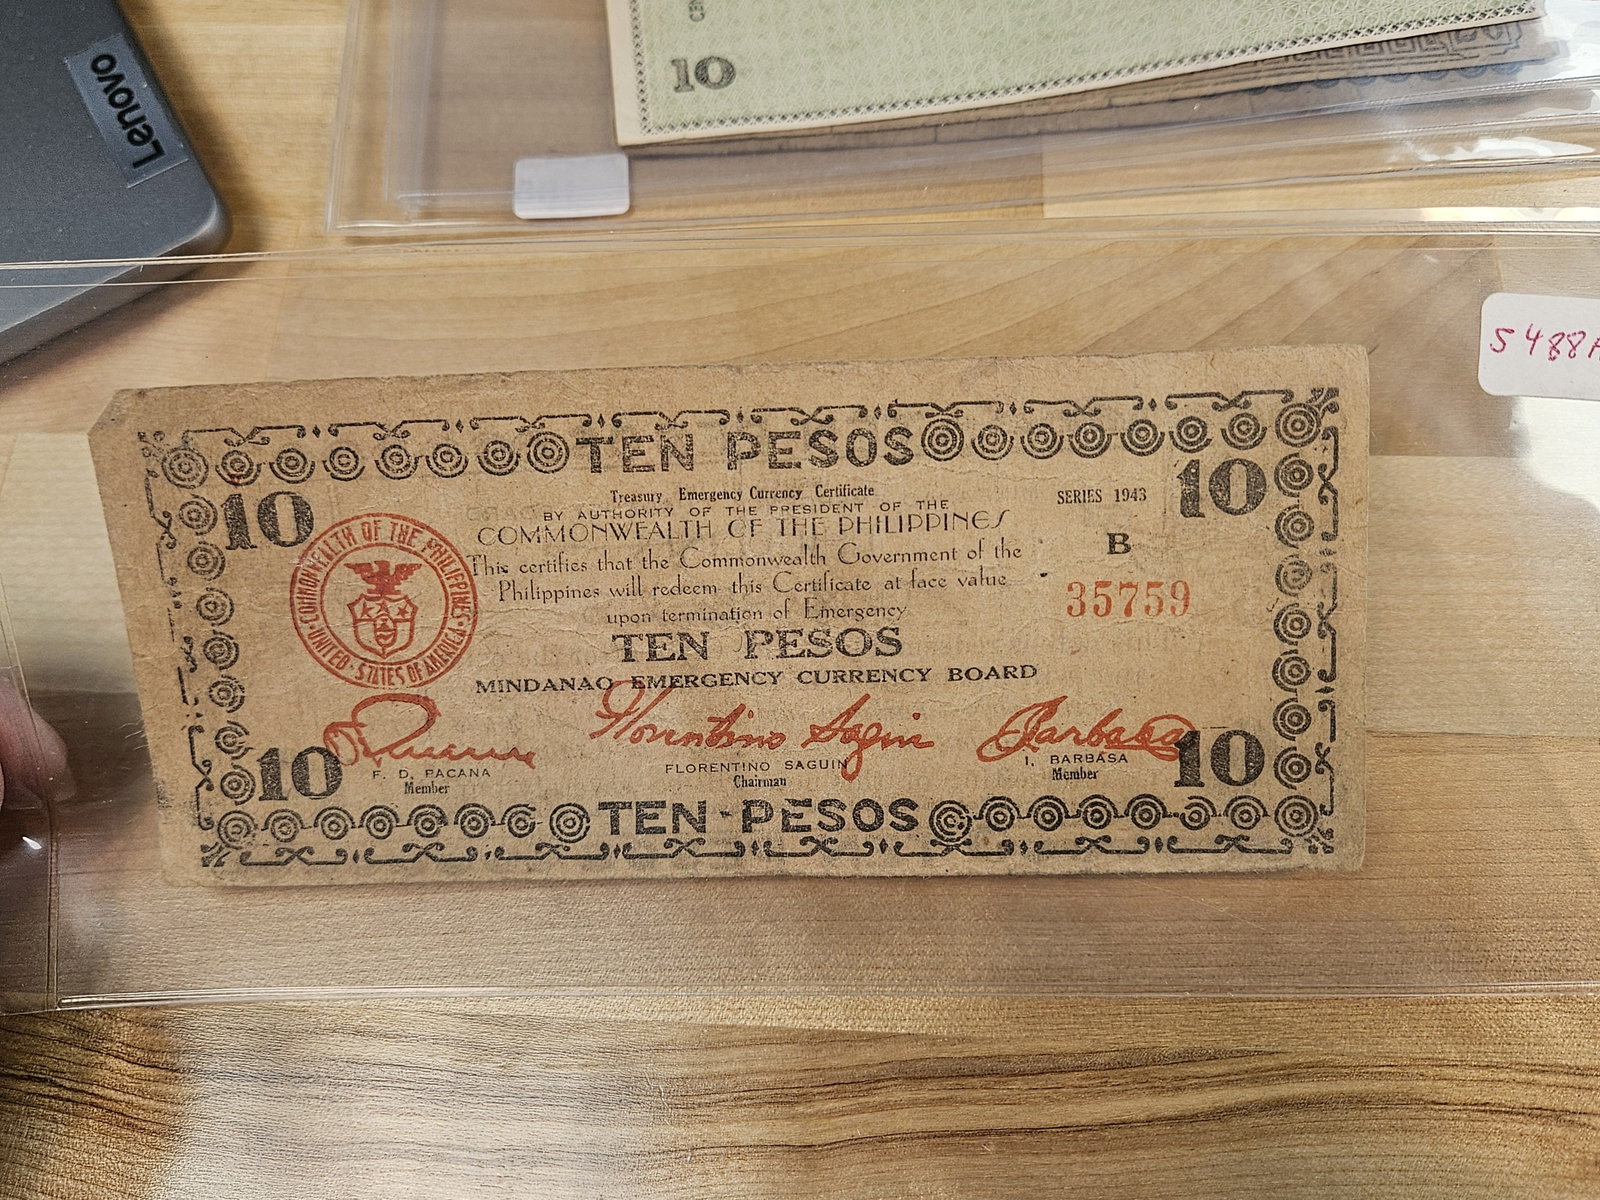 Lenovo
10
S488A
TEN PESOS
10
10
Treasury Emergency Currency Certificate
SERIES 1943
BY AUTHORITY OF THE PRESIDENT OF THE
COMMONWEALTH OF THE PHILIPPINES
B
This certifies that the Commonwealth Government of the
Philippines will redeem this Certificate at face value
upon termination of Emergency
35759
COMMONWEALTH OF THE PHILIPPINES
UNITED STATES OF AMERICA
TEN PESOS
MINDANAO EMERGENCY CURRENCY BOARD
Florentino Saguin
Barbasa
10
F. D. PACANA
Member
FLORENTINO SAGUIN
Chairman
I. BARBASA
Member
10
TEN-PESOS